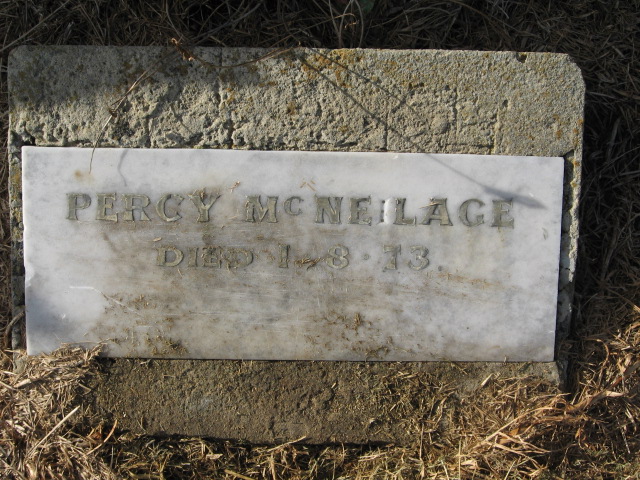 PERCY McNEILAGE
DIED 1-8-73.